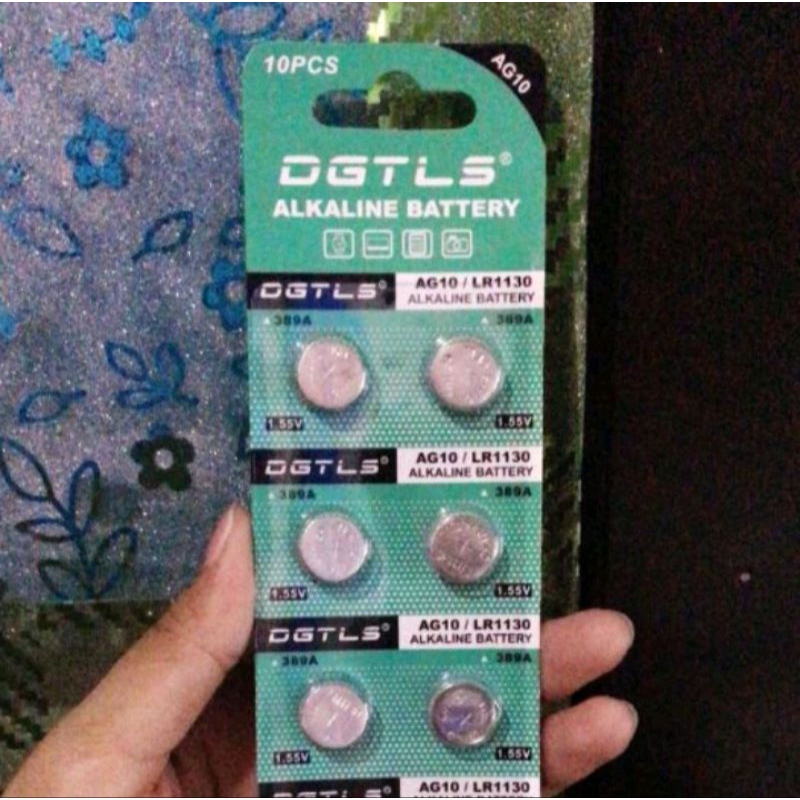 10PCS
AG10
DGTLS®
ALKALINE BATTERY
DGTLS® AG10 / LR1130
ALKALINE BATTERY
389A 389A
1.55V 1.55V
DGTLS® AG10 / LR1130
ALKALINE BATTERY
389A 389A
1.55V 1.55V
DGTLS® AG10 / LR1130
ALKALINE BATTERY
389A 389A
1.55V 1.55V
DGTLS® AG10 / LR1130